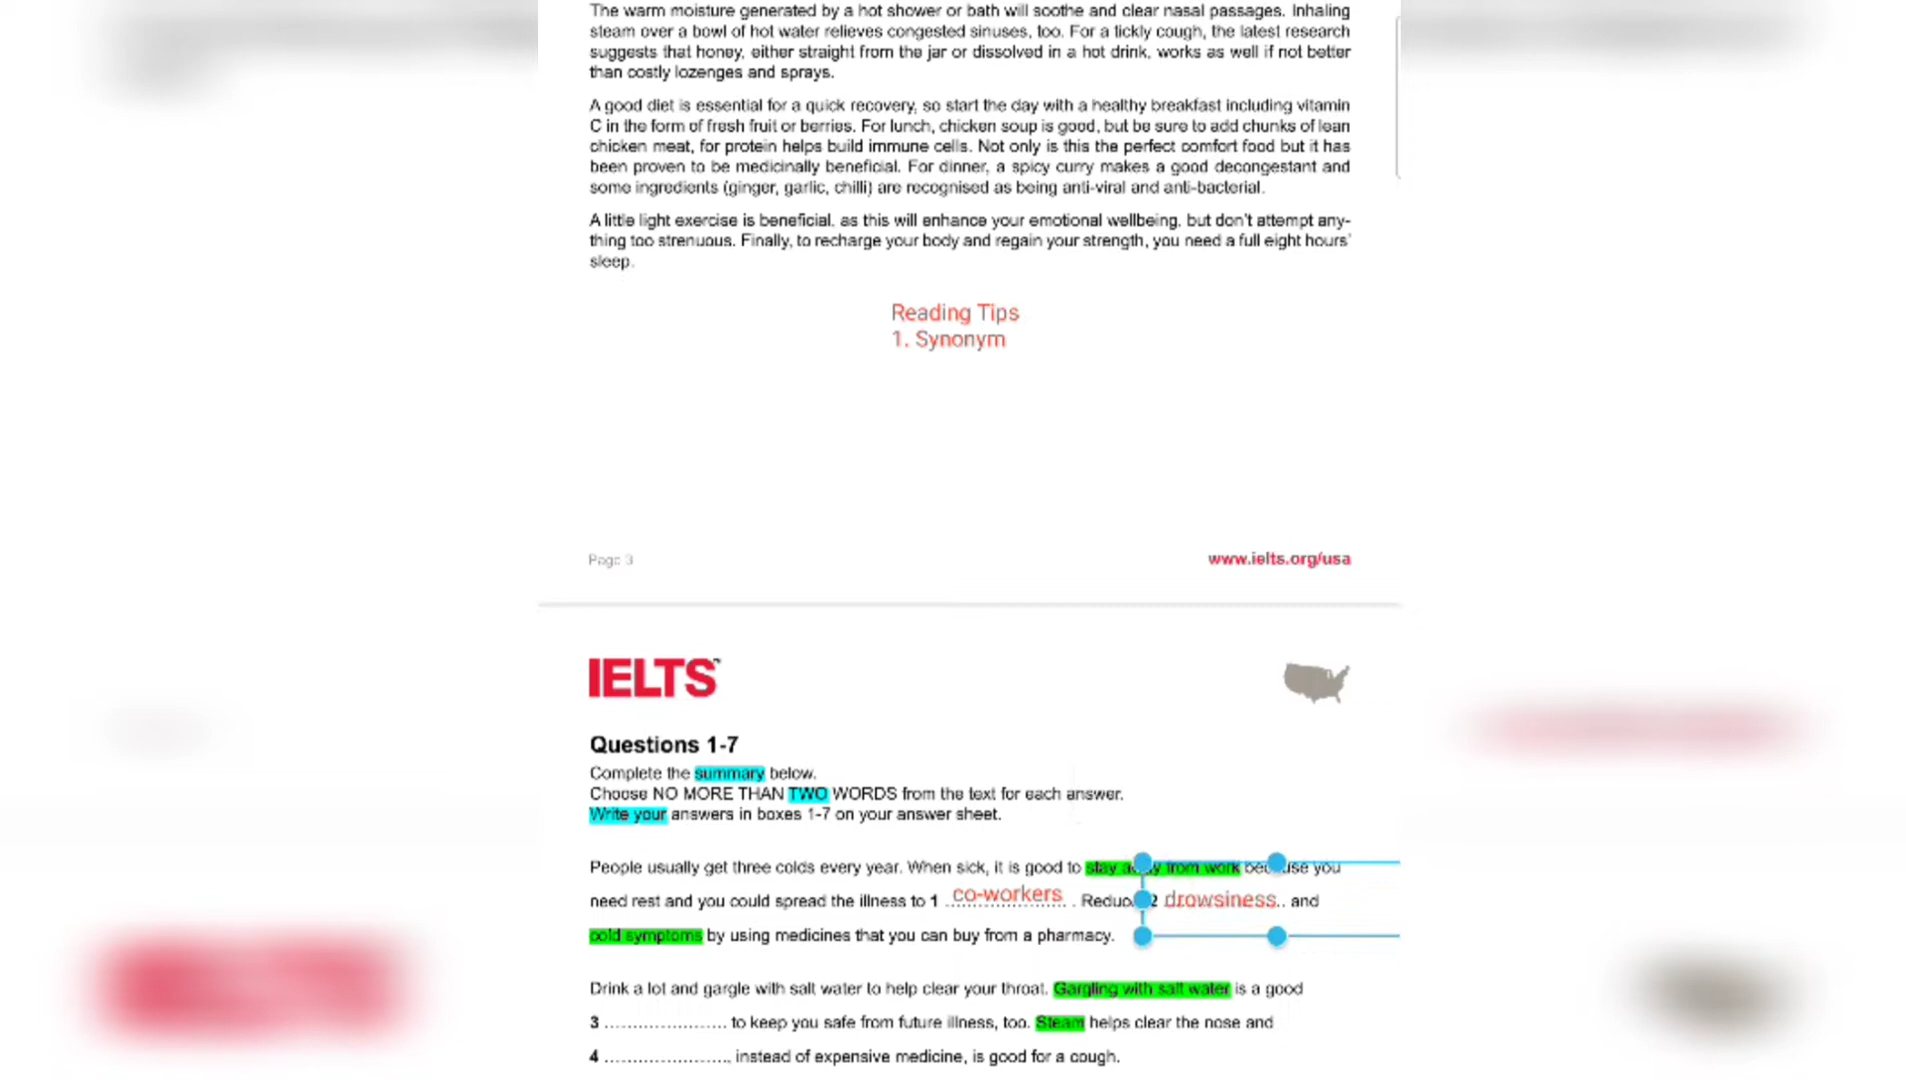 The warm moisture generated by a hot shower or bath will soothe and clear nasal passages. Inhaling
steam over a bowl of hot water relieves congested sinuses, too. For a tickly cough, the latest research
suggests that honey, either straight from the jar or dissolved in a hot drink, works as well if not better
than costly lozenges and sprays.
A good diet is essential for a quick recovery, so start the day with a healthy breakfast including vitamin
C in the form of fresh fruit or berries. For lunch, chicken soup is good, but be sure to add chunks of lean
chicken meat, for protein helps build immune cells. Not only is this the perfect comfort food but it has
been proven to be medicinally beneficial. For dinner, a spicy curry makes a good decongestant and
some ingredients (ginger, garlic, chilli) are recognised as being anti-viral and anti-bacterial.
A little light exercise is beneficial, as this will enhance your emotional wellbeing, but don't attempt any-
thing too strenuous. Finally, to recharge your body and regain your strength, you need a full eight hours'
sleep.
Reading Tips
1. Synonym
Page 3
www.ielts.org/usa
IELTS™
Questions 1-7
Complete the summary below.
Choose NO MORE THAN TWO WORDS from the text for each answer.
Write your answers in boxes 1-7 on your answer sheet.
People usually get three colds every year. When sick, it is good to stay away from work because you
need rest and you could spread the illness to 1 co-workers . Reduce 2 drowsiness.. and
cold symptoms by using medicines that you can buy from a pharmacy.
Drink a lot and gargle with salt water to help clear your throat. Gargling with salt water is a good
3 ...................... to keep you safe from future illness, too. Steam helps clear the nose and
4 ......................, instead of expensive medicine, is good for a cough.